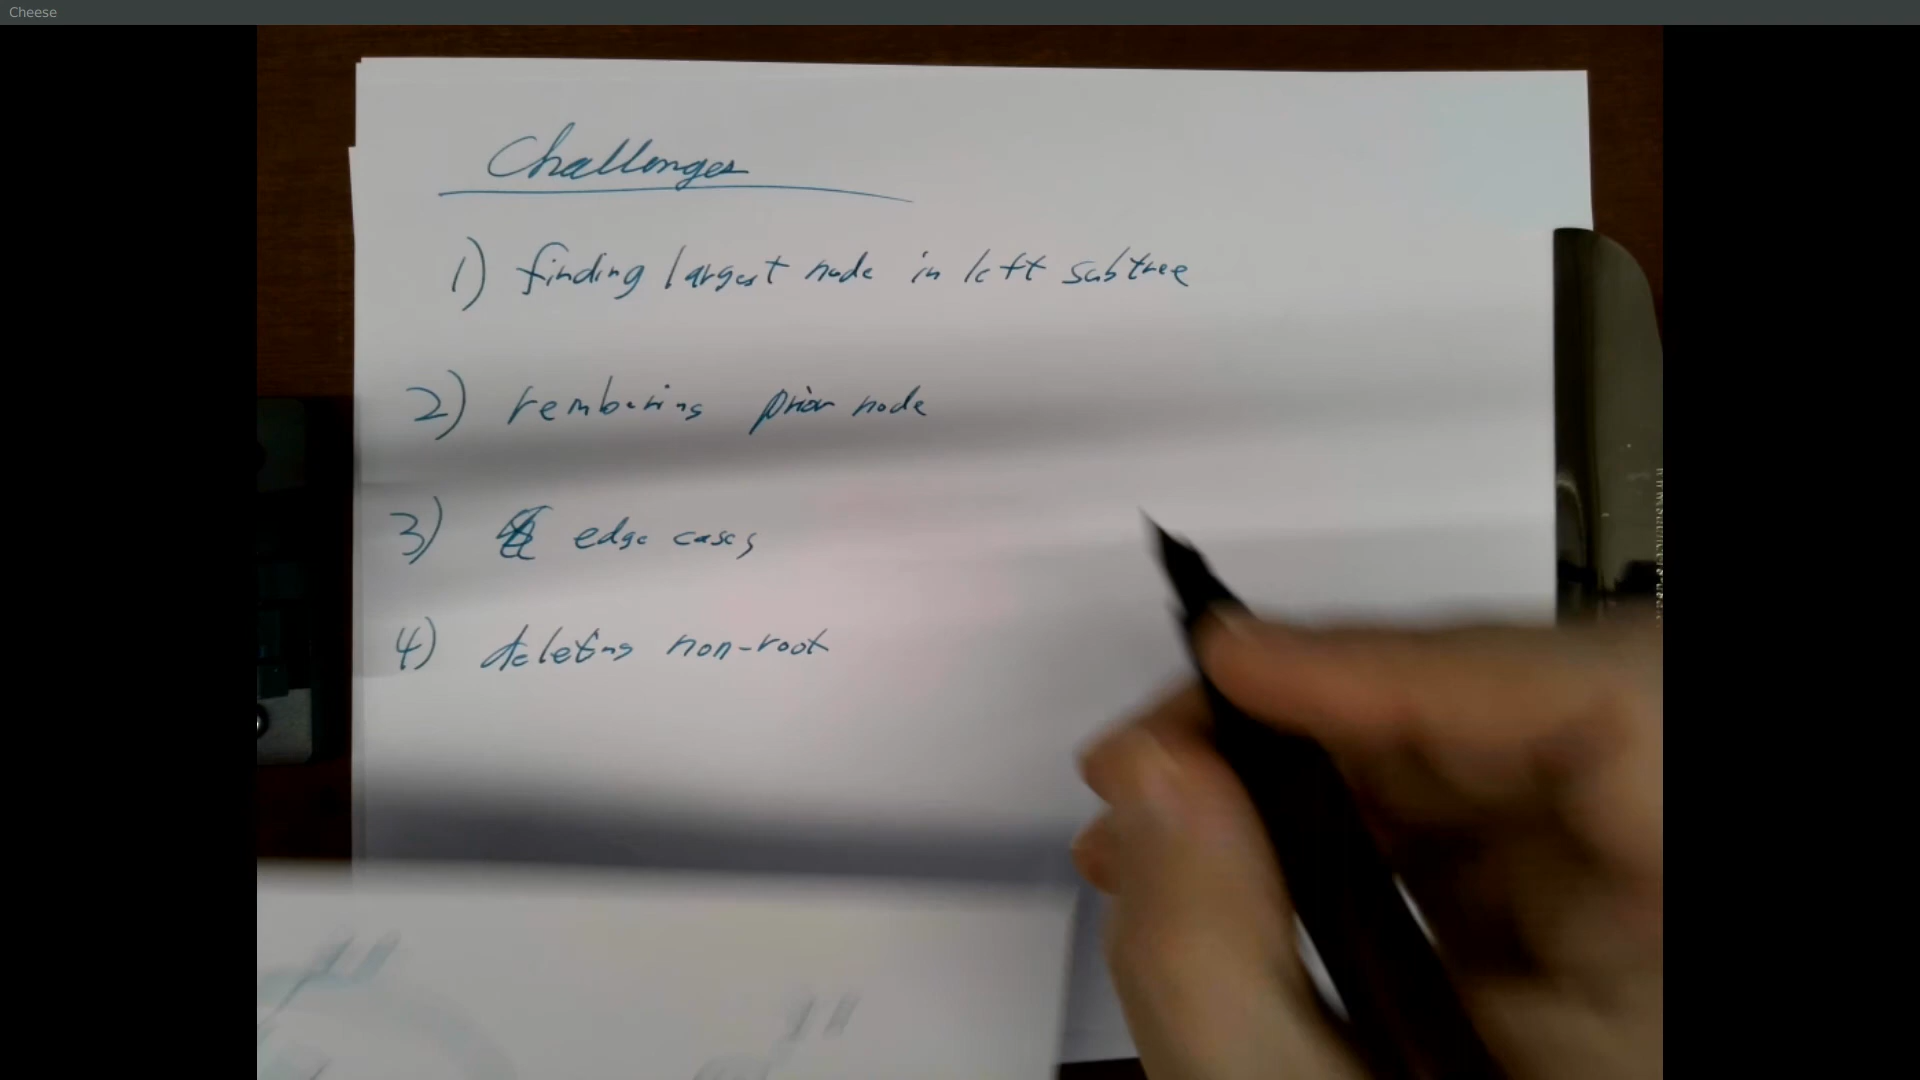 Cheese
Challenges
1) finding largest node in left subtree
2) rembering prior node
3) edge cases
4) deleting non-root